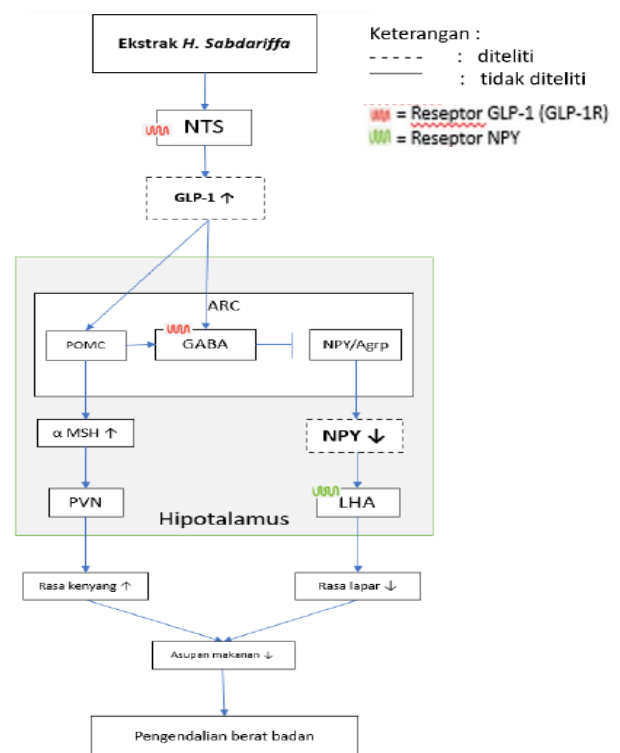 Ekstrak H. Sabdariffa
Keterangan :
----- : diteliti
: tidak diteliti
= Reseptor GLP-1 (GLP-1R)
= Reseptor NPY
NTS
GLP-1 ↑
ARC
POMC
GABA
NPY/Agrp
α MSH ↑
NPY ↓
PVN
LHA
Hipotalamus
Rasa kenyang ↑
Rasa lapar ↓
Asupan makanan ↓
Pengendalian berat badan